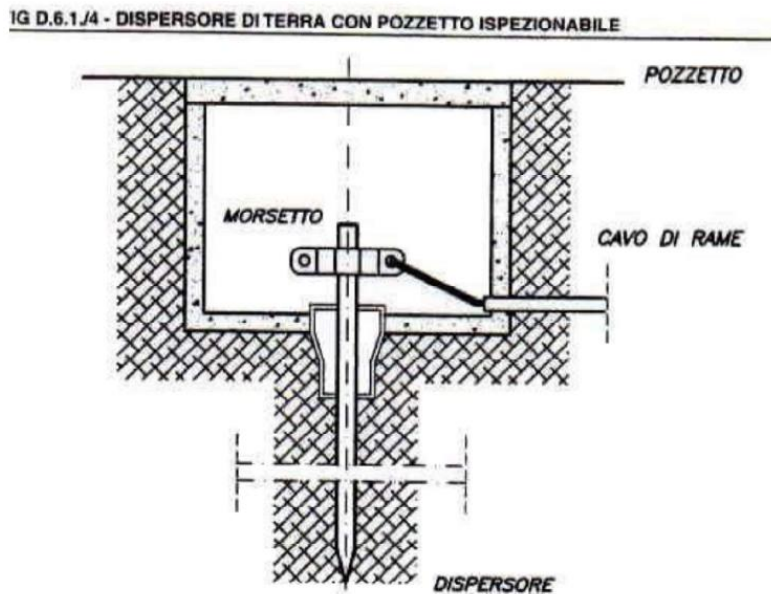 IG D.6.1./4 - DISPERSORE DI TERRA CON POZZETTO ISPEZIONABILE
POZZETTO
MORSETTO
CAVO DI RAME
DISPERSORE